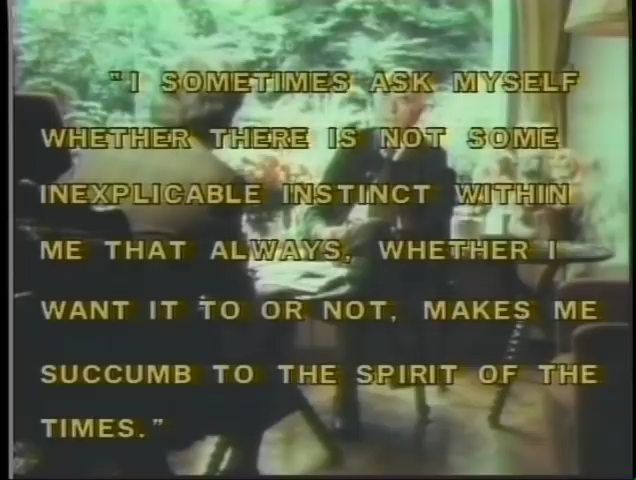 "I SOMETIMES ASK MYSELF
WHETHER THERE IS NOT SOME
INEXPLICABLE INSTINCT WITHIN
ME THAT ALWAYS, WHETHER I
WANT IT TO OR NOT, MAKES ME
SUCCUMB TO THE SPIRIT OF THE
TIMES."